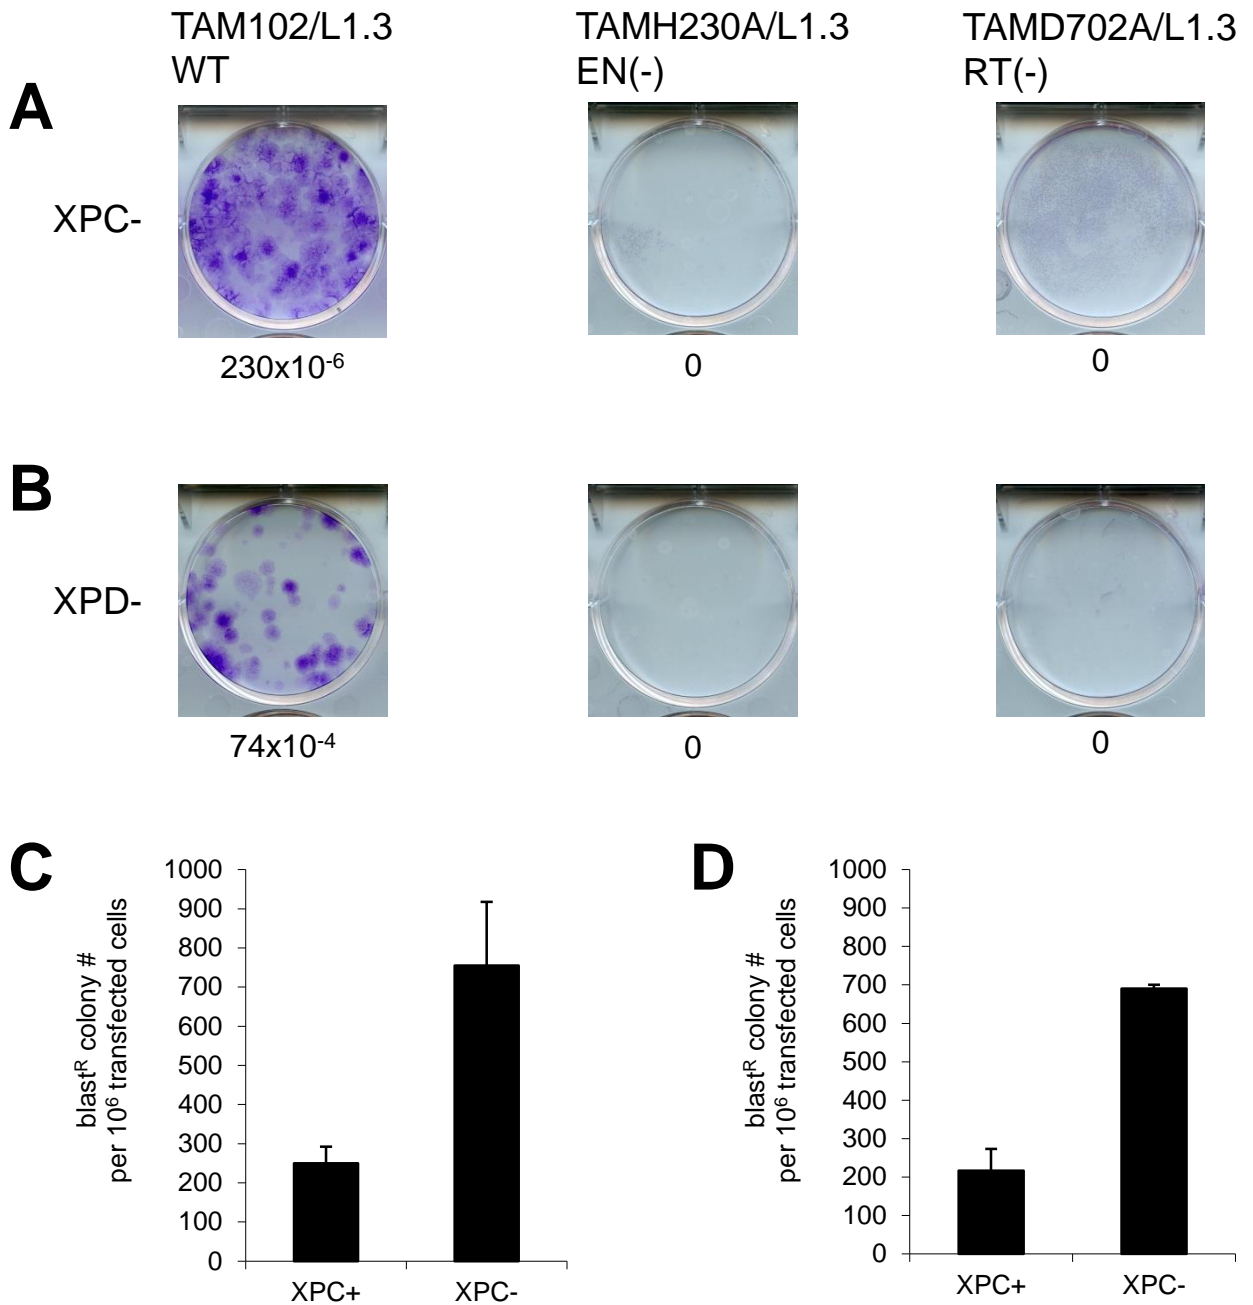 TAM102/L1.3
WT
TAMH230A/L1.3
EN(-)
TAMD702A/L1.3
RT(-)
A
XPC-
230x10-6
0
0
B
XPD-
74x10-4
0
0
C
blastR colony #
per 106 transfected cells
1000
900
800
700
600
500
400
300
200
100
0
XPC+
XPC-
D
blastR colony #
per 106 transfected cells
1000
900
800
700
600
500
400
300
200
100
0
XPC+
XPC-